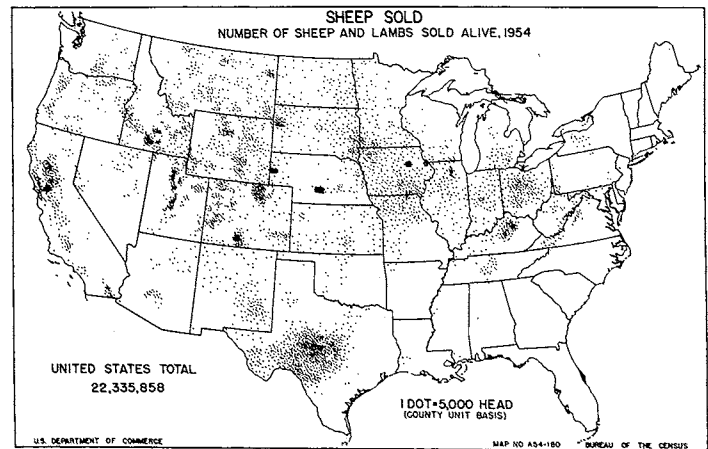 SHEEP SOLD
NUMBER OF SHEEP AND LAMBS SOLD ALIVE, 1954
UNITED STATES TOTAL
22,335,858
1 DOT=5,000 HEAD
(COUNTY UNIT BASIS)
U.S. DEPARTMENT OF COMMERCE
MAP NO A54-180
BUREAU OF THE CENSUS